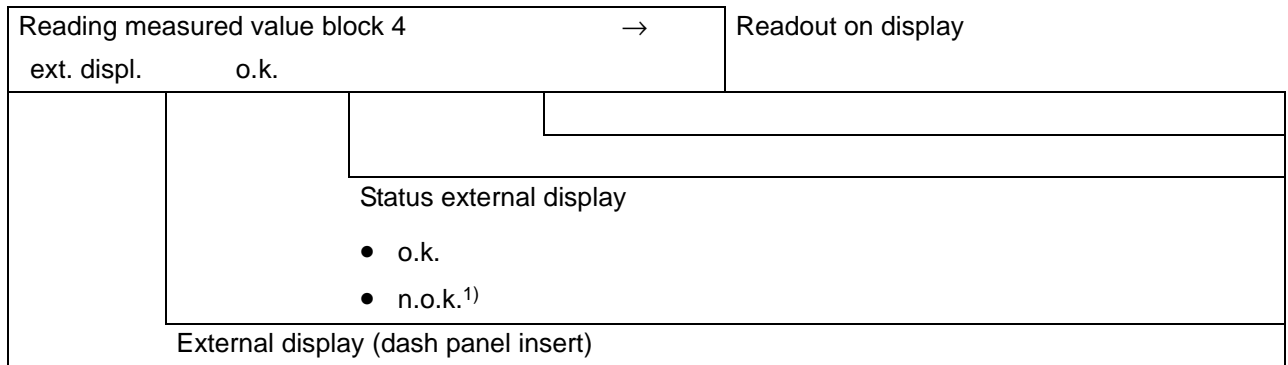 Reading measured value block 4 → Readout on display
ext. displ. o.k.
Status external display
● o.k.
● n.o.k.1)
External display (dash panel insert)